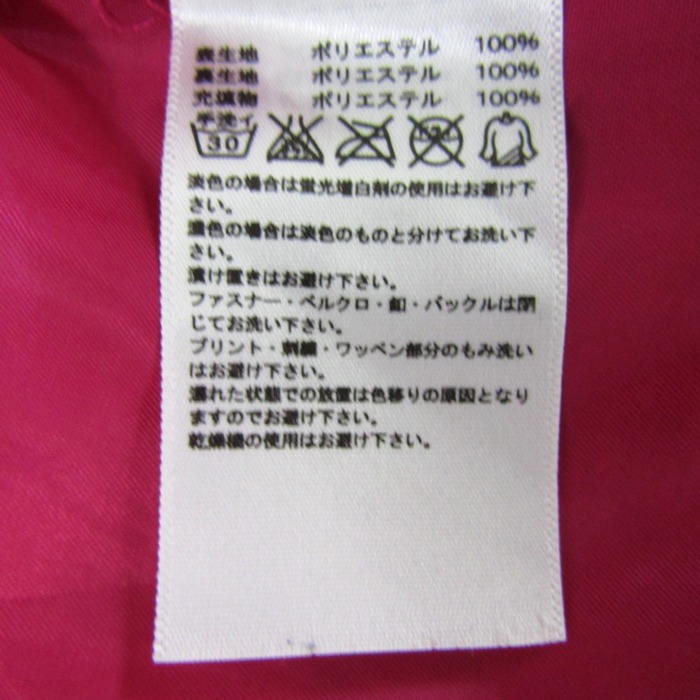 表生地 ポリエステル 100%
裏生地 ポリエステル 100%
充填物 ポリエステル 100%
手洗イ
30
淡色の場合は蛍光増白剤の使用はお避け下
さい。
濃色の場合は淡色のものと分けてお洗い下
さい。
漬け置きはお避け下さい。
ファスナー・ベルクロ・釦・バックルは閉
じてお洗い下さい。
プリント・刺繍・ワッペン部分のもみ洗い
はお避け下さい。
濡れた状態での放置は色移りの原因となり
ますのでお避け下さい。
乾燥機の使用はお避け下さい。